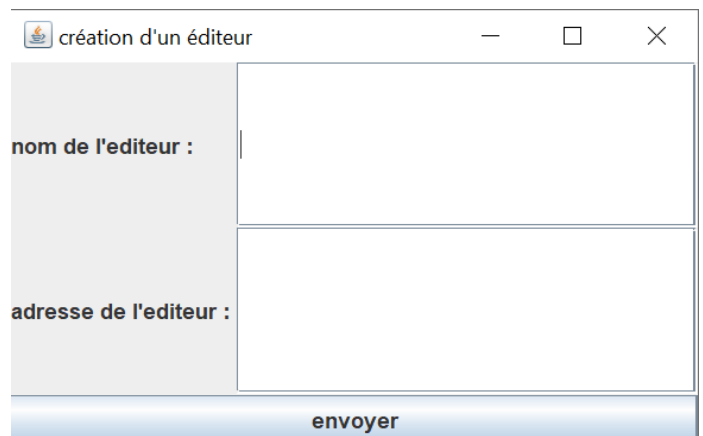 création d'un éditeur
nom de l'editeur :
adresse de l'editeur :
envoyer